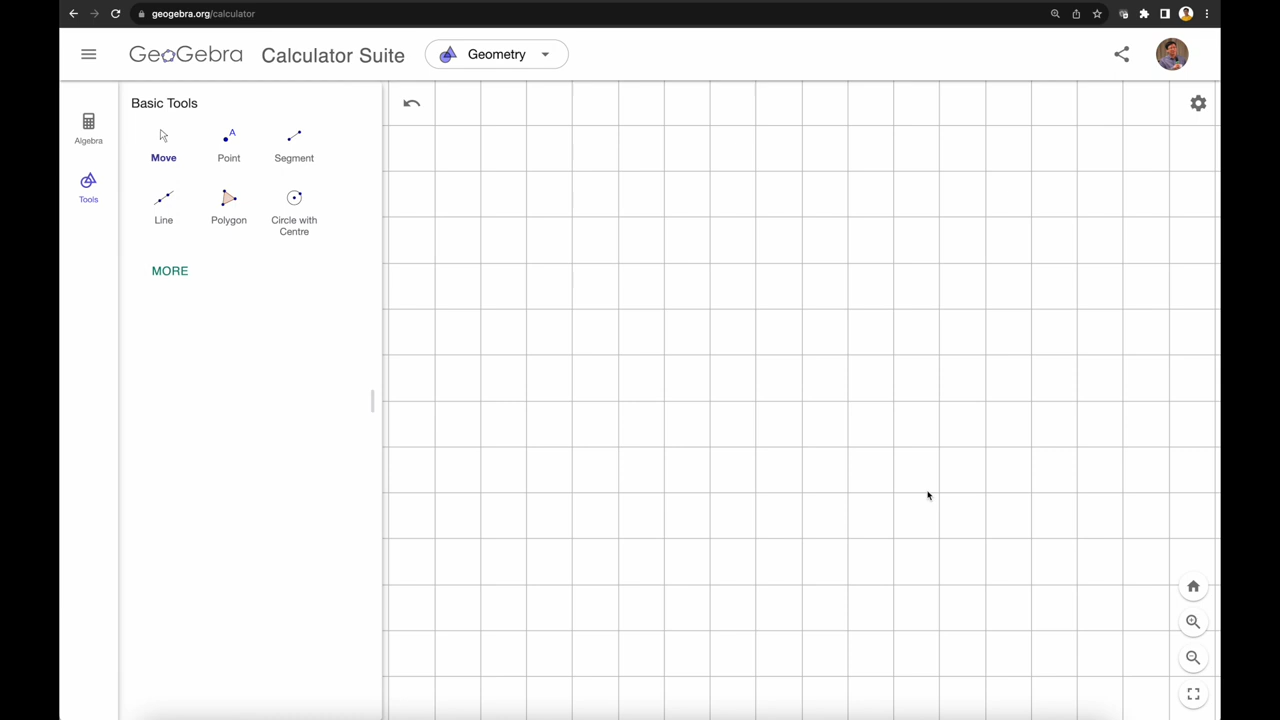 geogebra.org/calculator
GeoGebra
Calculator Suite
Geometry
Algebra
Tools
Basic Tools
Move
Point
Segment
A
Line
Polygon
Circle with
Centre
MORE